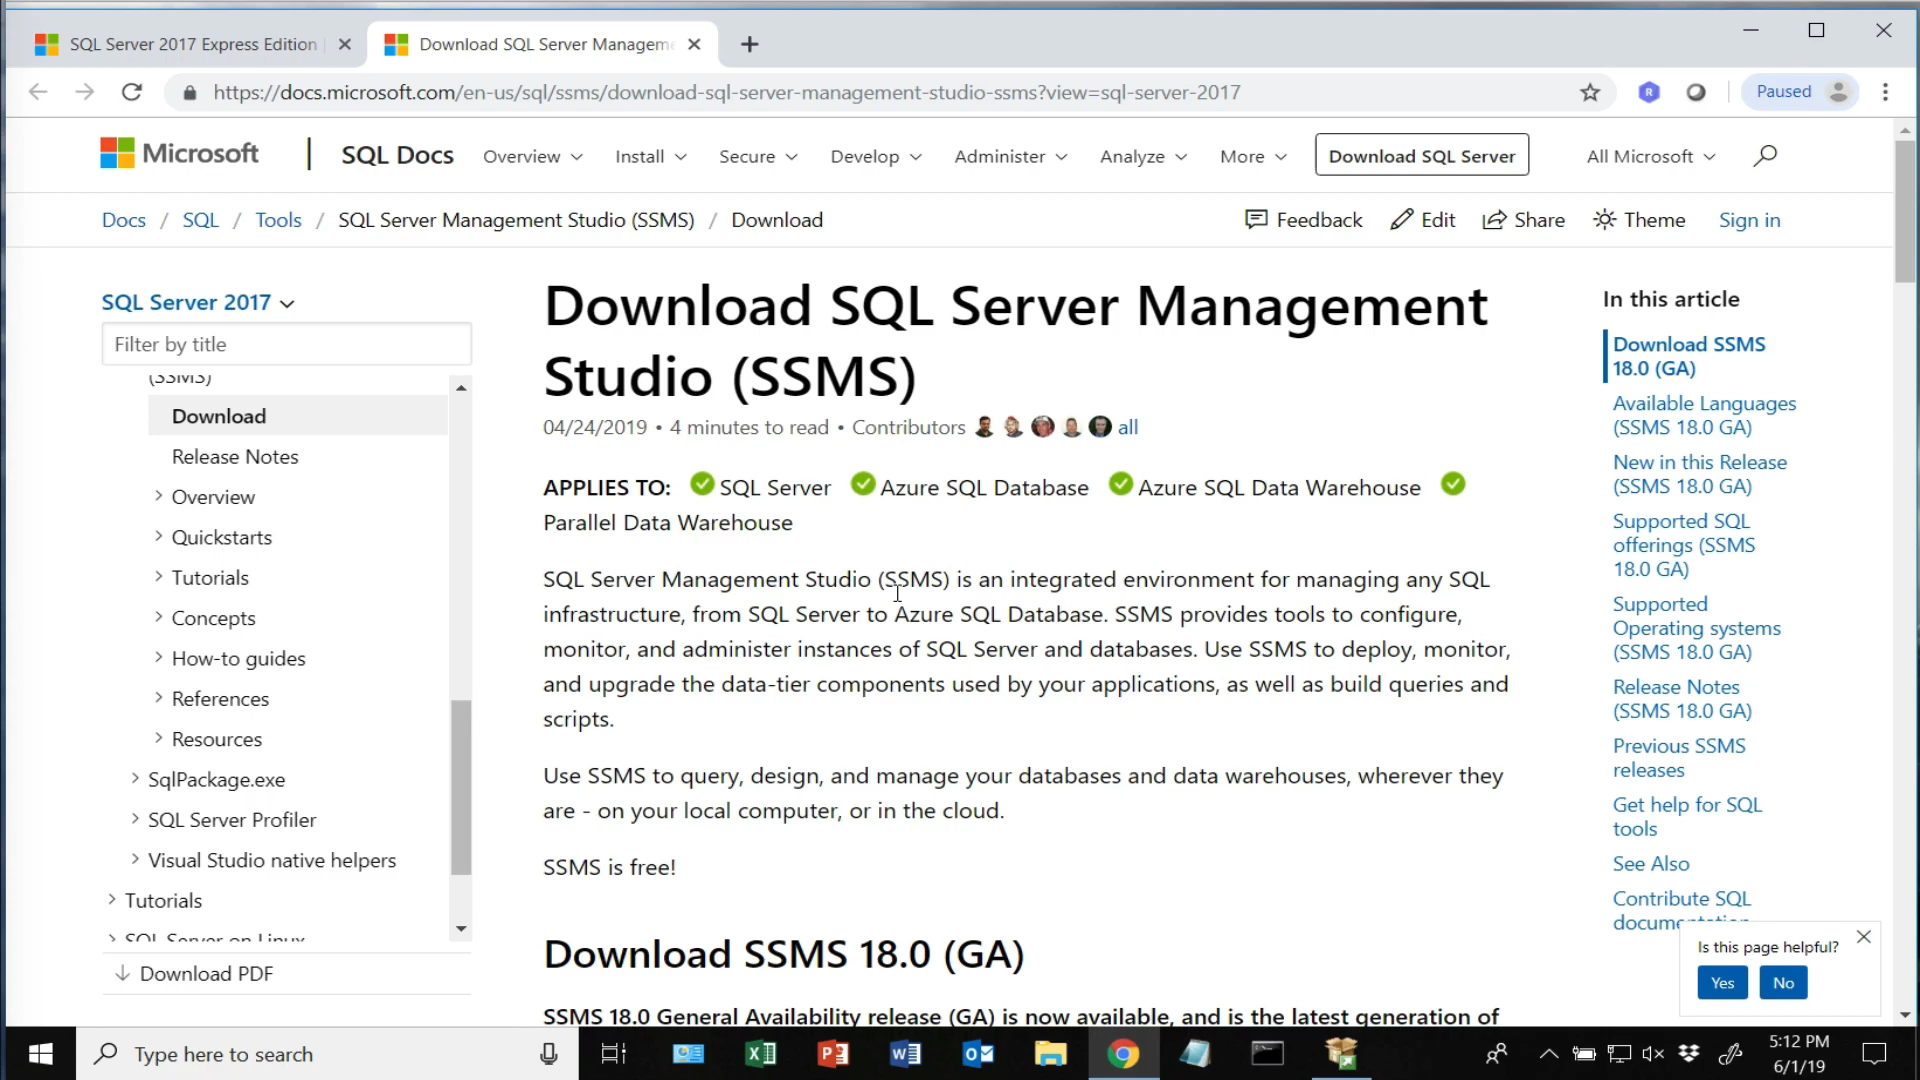 SQL Server 2017 Express Edition
Download SQL Server Managem
https://docs.microsoft.com/en-us/sql/ssms/download-sql-server-management-studio-ssms?view=sql-server-2017
R
Paused
Microsoft
SQL Docs
Overview
Install
Secure
Develop
Administer
Analyze
More
Download SQL Server
All Microsoft
Docs / SQL / Tools / SQL Server Management Studio (SSMS) / Download
Feedback
Edit
Share
Theme
Sign in
SQL Server 2017
Filter by title
(SSMS)
Download
Release Notes
Overview
Quickstarts
Tutorials
Concepts
How-to guides
References
Resources
SqlPackage.exe
SQL Server Profiler
Visual Studio native helpers
Tutorials
SQL Server on Linux
Download PDF
Download SQL Server Management
Studio (SSMS)
04/24/2019 • 4 minutes to read • Contributors all
APPLIES TO: SQL Server Azure SQL Database Azure SQL Data Warehouse
Parallel Data Warehouse
SQL Server Management Studio (SSMS) is an integrated environment for managing any SQL
infrastructure, from SQL Server to Azure SQL Database. SSMS provides tools to configure,
monitor, and administer instances of SQL Server and databases. Use SSMS to deploy, monitor,
and upgrade the data-tier components used by your applications, as well as build queries and
scripts.
Use SSMS to query, design, and manage your databases and data warehouses, wherever they
are - on your local computer, or in the cloud.
SSMS is free!
Download SSMS 18.0 (GA)
SSMS 18.0 General Availability release (GA) is now available, and is the latest generation of
In this article
Download SSMS
18.0 (GA)
Available Languages
(SSMS 18.0 GA)
New in this Release
(SSMS 18.0 GA)
Supported SQL
offerings (SSMS
18.0 GA)
Supported
Operating systems
(SSMS 18.0 GA)
Release Notes
(SSMS 18.0 GA)
Previous SSMS
releases
Get help for SQL
tools
See Also
Contribute SQL
documentation
Is this page helpful?
Yes
No
Type here to search
5:12 PM
6/1/19